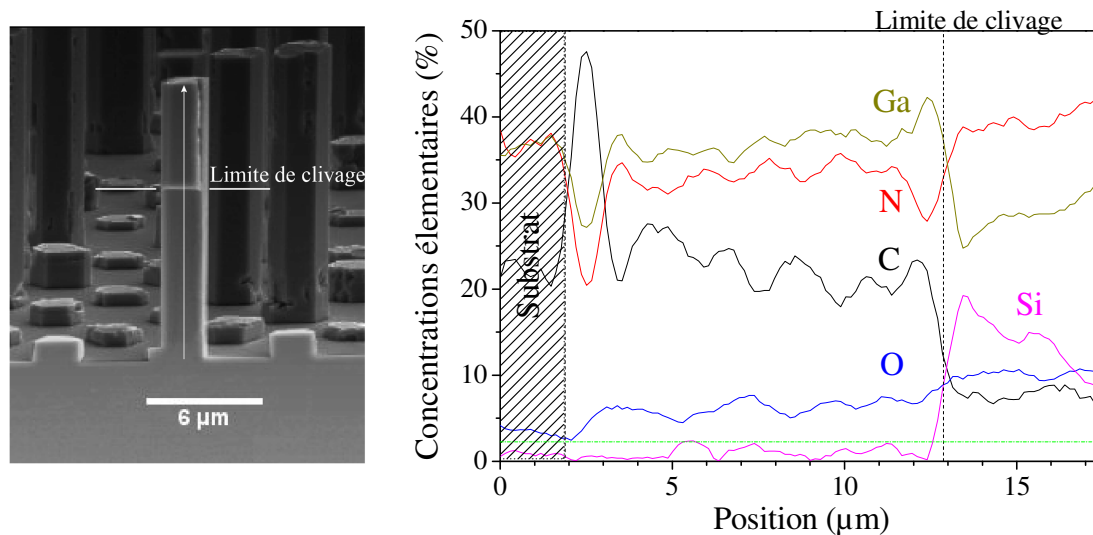 Limite de clivage
6 µm
Limite de clivage
Concentrations élementaires (%)
50
40
30
20
10
0
Substrat
Ga
N
C
Si
O
0
5
10
15
Position (µm)